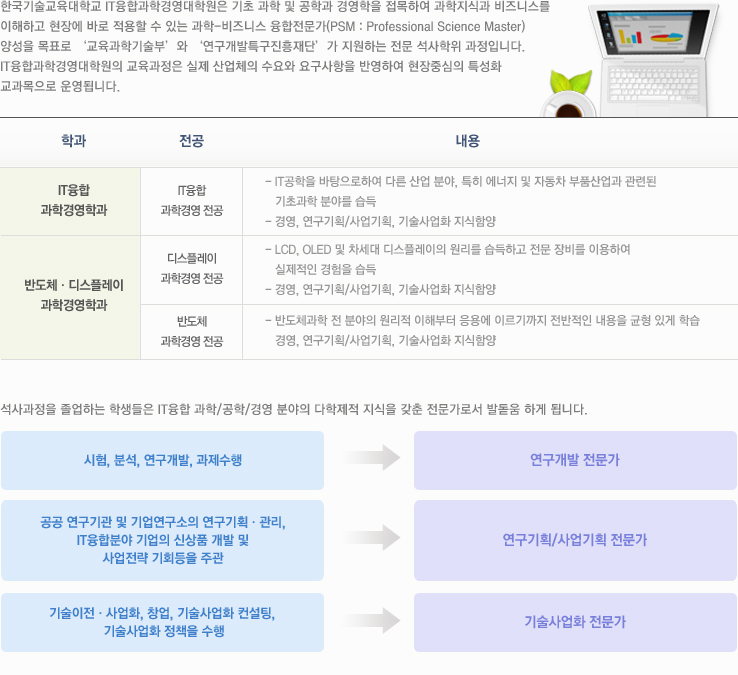 한국기술교육대학교 IT융합과학경영대학원은 기초 과학 및 공학과 경영학을 접목하여 과학지식과 비즈니스를
이해하고 현장에 바로 적용할 수 있는 과학-비즈니스 융합전문가(PSM : Professional Science Master)
양성을 목표로 ‘교육과학기술부’와 ‘연구개발특구진흥재단’가 지원하는 전문 석사학위 과정입니다.
IT융합과학경영대학원의 교육과정은 실제 산업체의 수요와 요구사항을 반영하여 현장중심의 특성화
교과목으로 운영됩니다.
학과 전공 내용
IT융합
과학경영학과
IT융합
과학경영 전공
- IT공학을 바탕으로하여 다른 산업 분야, 특히 에너지 및 자동차 부품산업과 관련된
기초과학 분야를 습득
- 경영, 연구기획/사업기획, 기술사업화 지식함양
반도체 · 디스플레이
과학경영학과
디스플레이
과학경영 전공
- LCD, OLED 및 차세대 디스플레이의 원리를 습득하고 전문 장비를 이용하여
실제적인 경험을 습득
- 경영, 연구기획/사업기획, 기술사업화 지식함양
반도체
과학경영 전공
- 반도체과학 전 분야의 원리적 이해부터 응용에 이르기까지 전반적인 내용을 균형 있게 학습
경영, 연구기획/사업기획, 기술사업화 지식함양
석사과정을 졸업하는 학생들은 IT융합 과학/공학/경영 분야의 다학제적 지식을 갖춘 전문가로서 발돋움 하게 됩니다.
시험, 분석, 연구개발, 과제수행
연구개발 전문가
공공 연구기관 및 기업연구소의 연구기획 · 관리,
IT융합분야 기업의 신상품 개발 및
사업전략 기획등을 주관
연구기획/사업기획 전문가
기술이전 · 사업화, 창업, 기술사업화 컨설팅,
기술사업화 정책을 수행
기술사업화 전문가